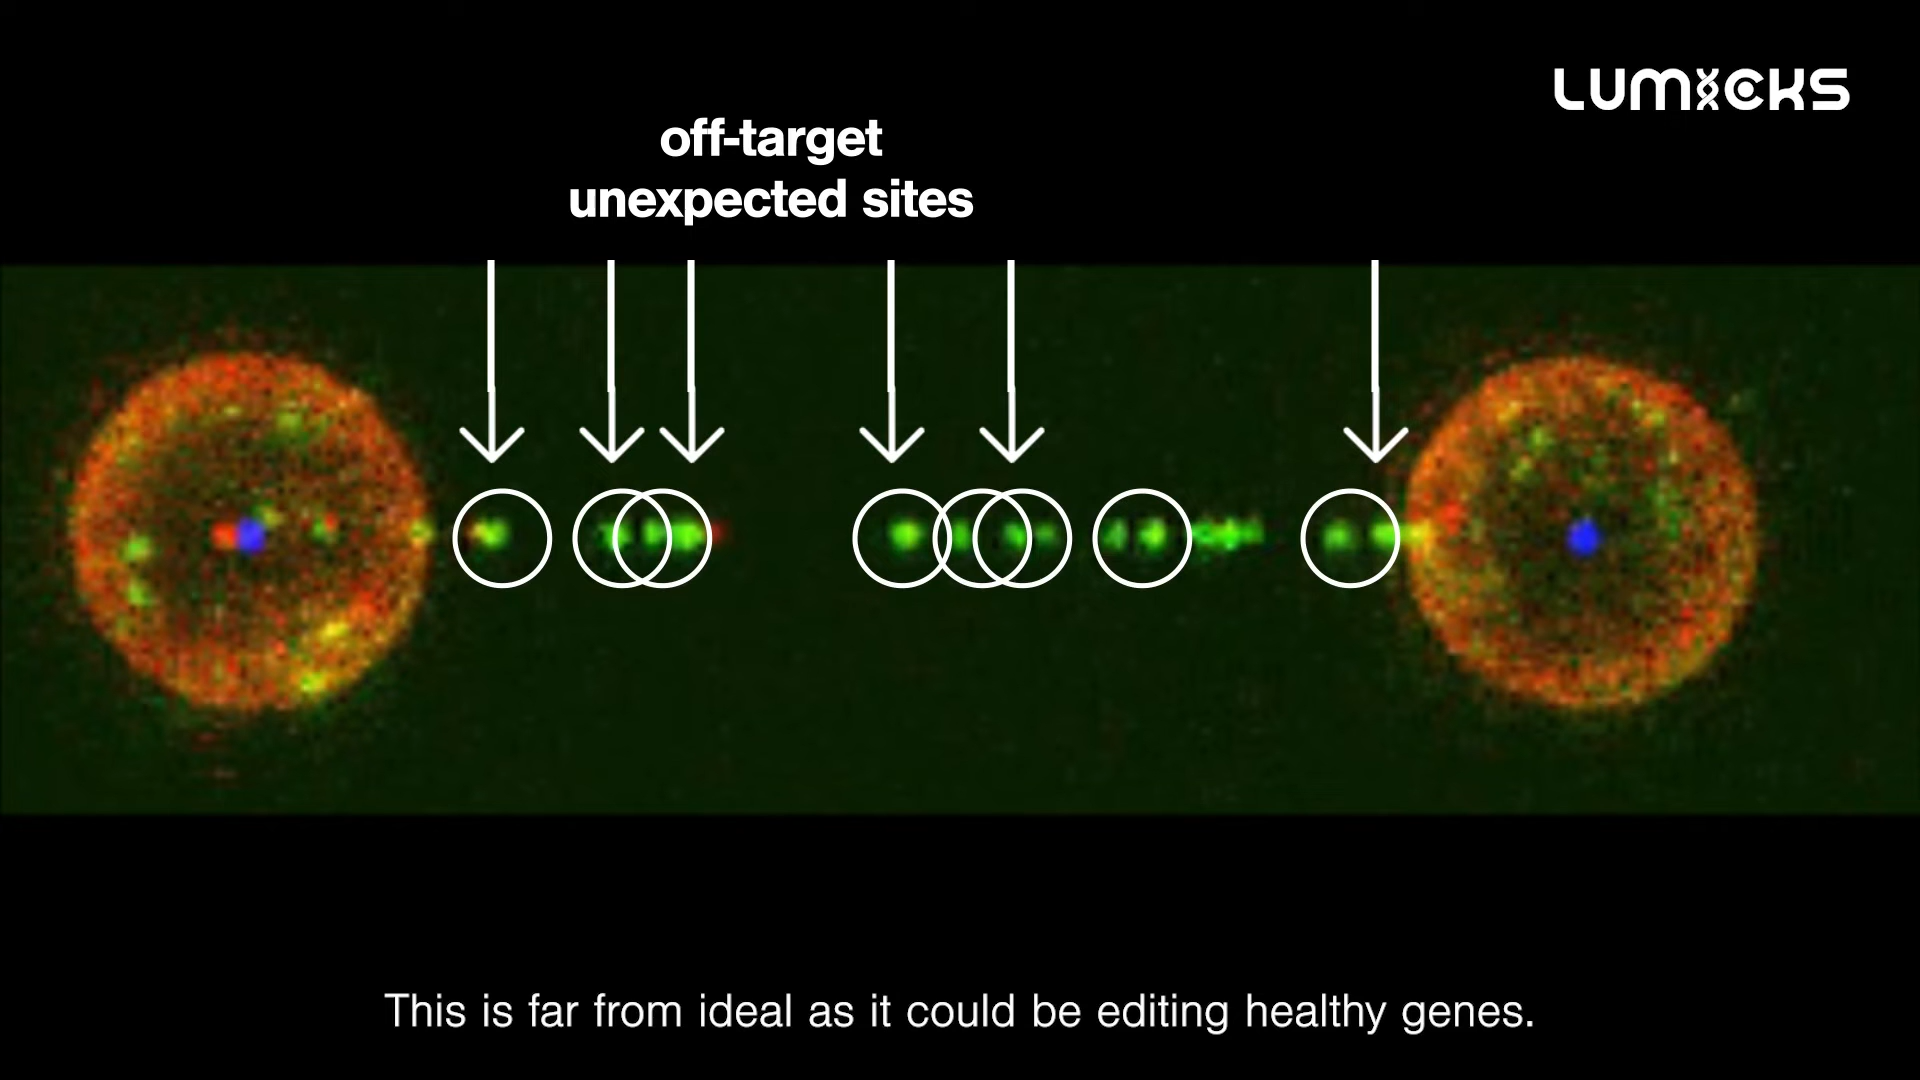 LUMICKS
off-target
unexpected sites
This is far from ideal as it could be editing healthy genes.